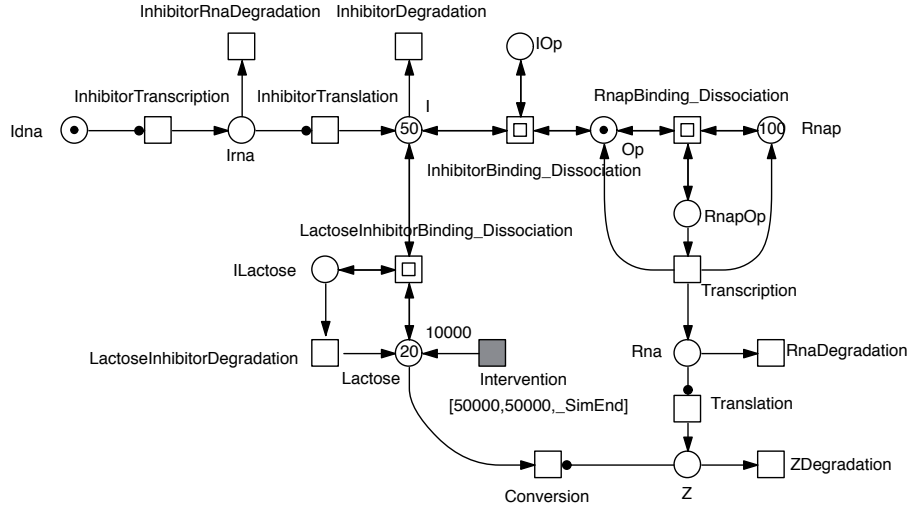 InhibitorRnaDegradation
InhibitorDegradation
IOp
InhibitorTranscription
InhibitorTranslation
I
RnapBinding_Dissociation
Idna
50
100
Rnap
Irna
Op
InhibitorBinding_Dissociation
RnapOp
LactoseInhibitorBinding_Dissociation
ILactose
Transcription
10000
LactoseInhibitorDegradation
20
Rna
RnaDegradation
Lactose
Intervention
[50000,50000,_SimEnd]
Translation
ZDegradation
Conversion
Z